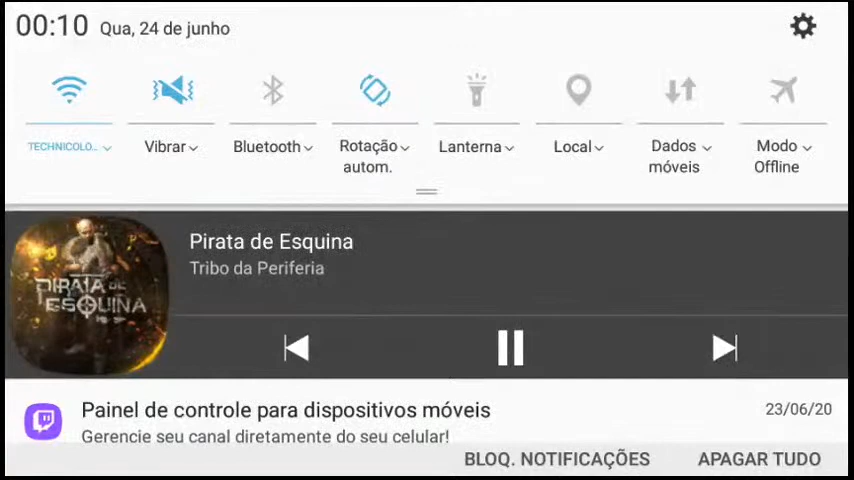 00:10 Qua, 24 de junho
TECHNICOLO.. Vibrar Bluetooth Rotação autom. Lanterna Local Dados móveis Modo Offline
Pirata de Esquina
Tribo da Periferia
PIRATA DE
ESQUINA
Painel de controle para dispositivos móveis 23/06/20
Gerencie seu canal diretamente do seu celular!
BLOQ. NOTIFICAÇÕES APAGAR TUDO